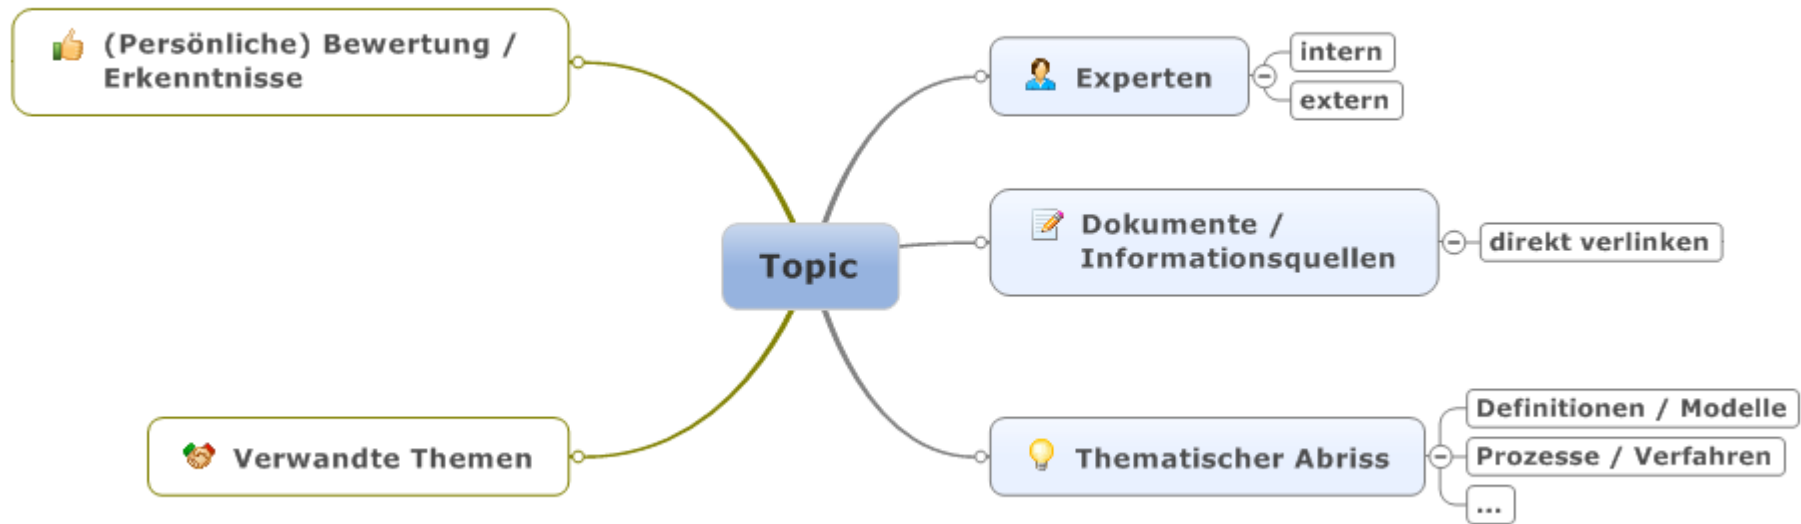 (Persönliche) Bewertung /
Erkenntnisse
Verwandte Themen
Topic
Experten
intern
extern
Dokumente /
Informationsquellen
direkt verlinken
Thematischer Abriss
Definitionen / Modelle
Prozesse / Verfahren
...